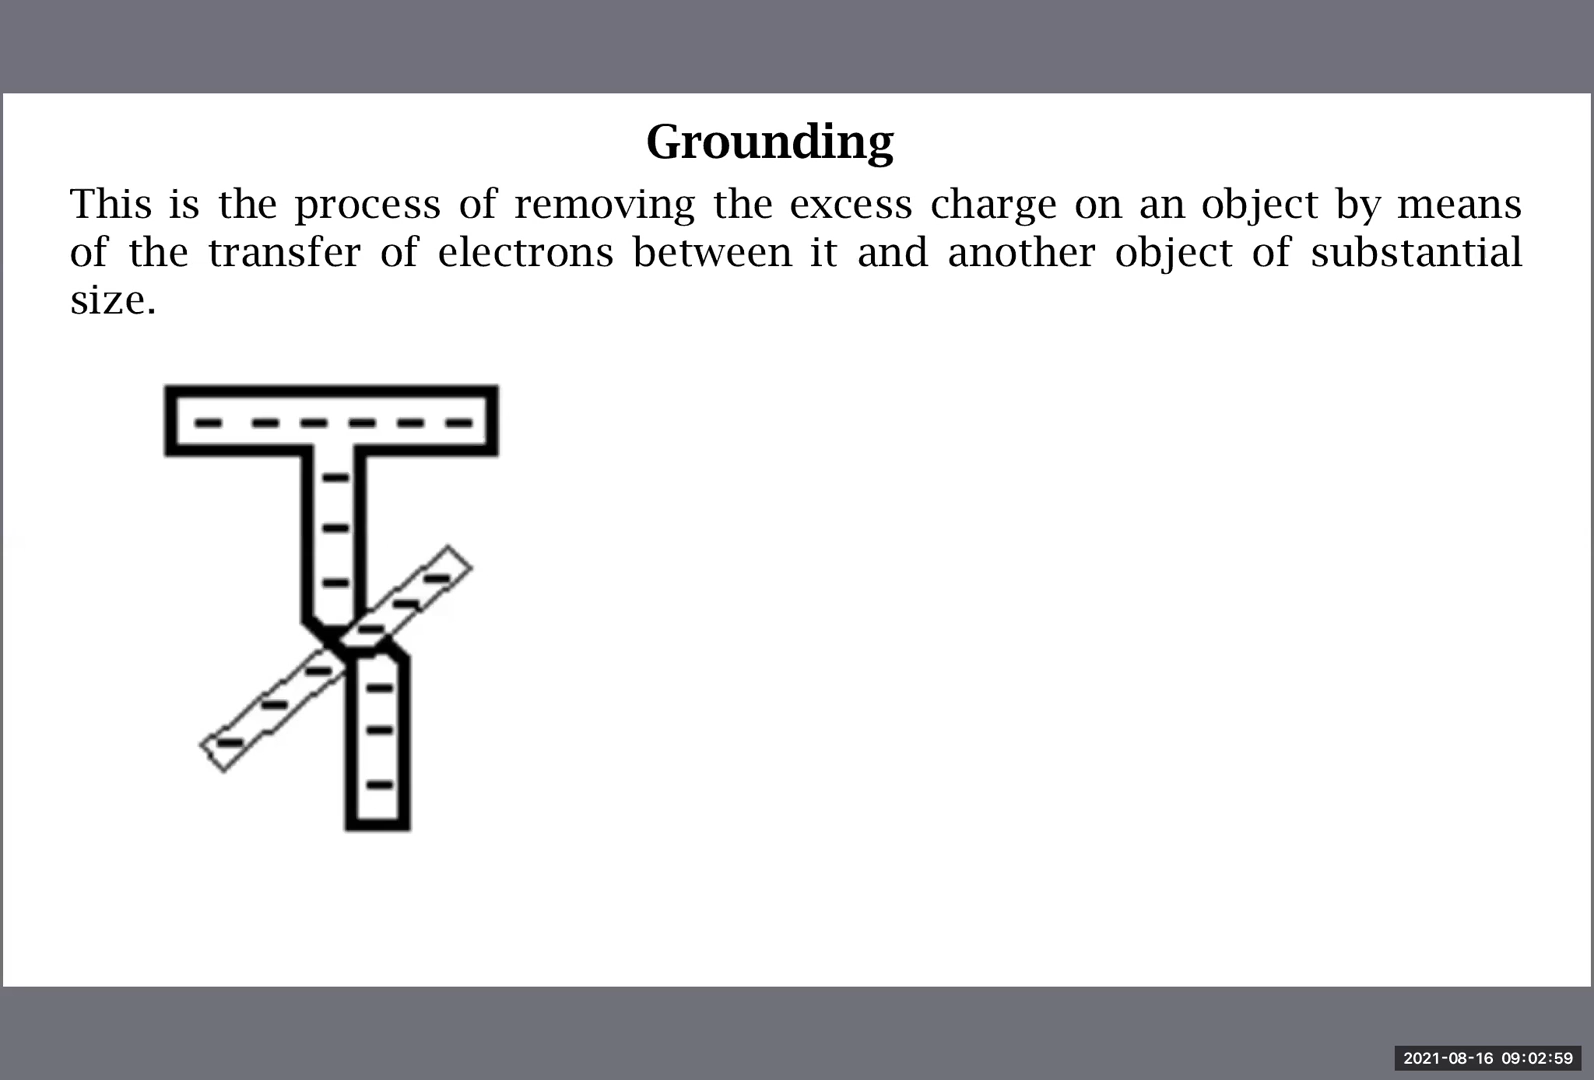 Grounding
This is the process of removing the excess charge on an object by means
of the transfer of electrons between it and another object of substantial
size.
2021-08-16 09:02:59